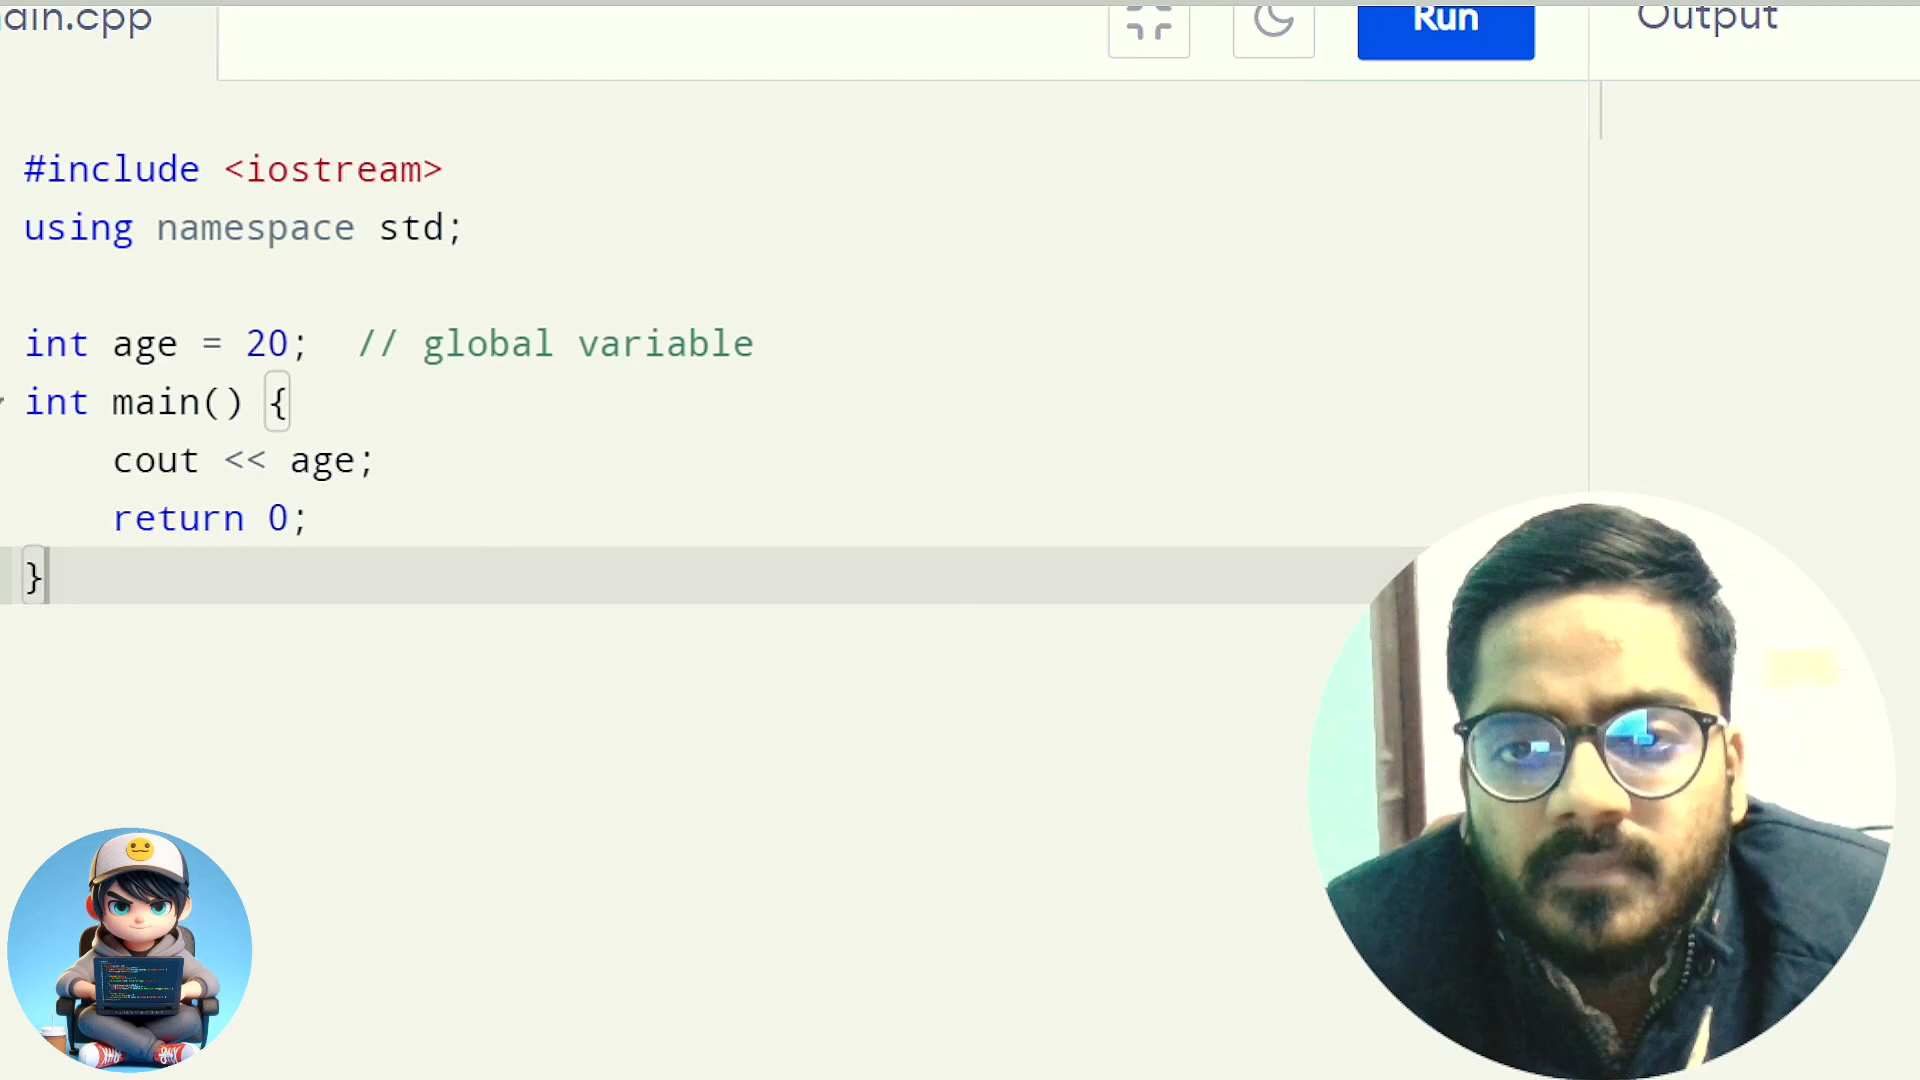 main.cpp
Run
Output
#include <iostream>
using namespace std;
int age = 20;  // global variable
int main() {
    cout << age;
    return 0;
}